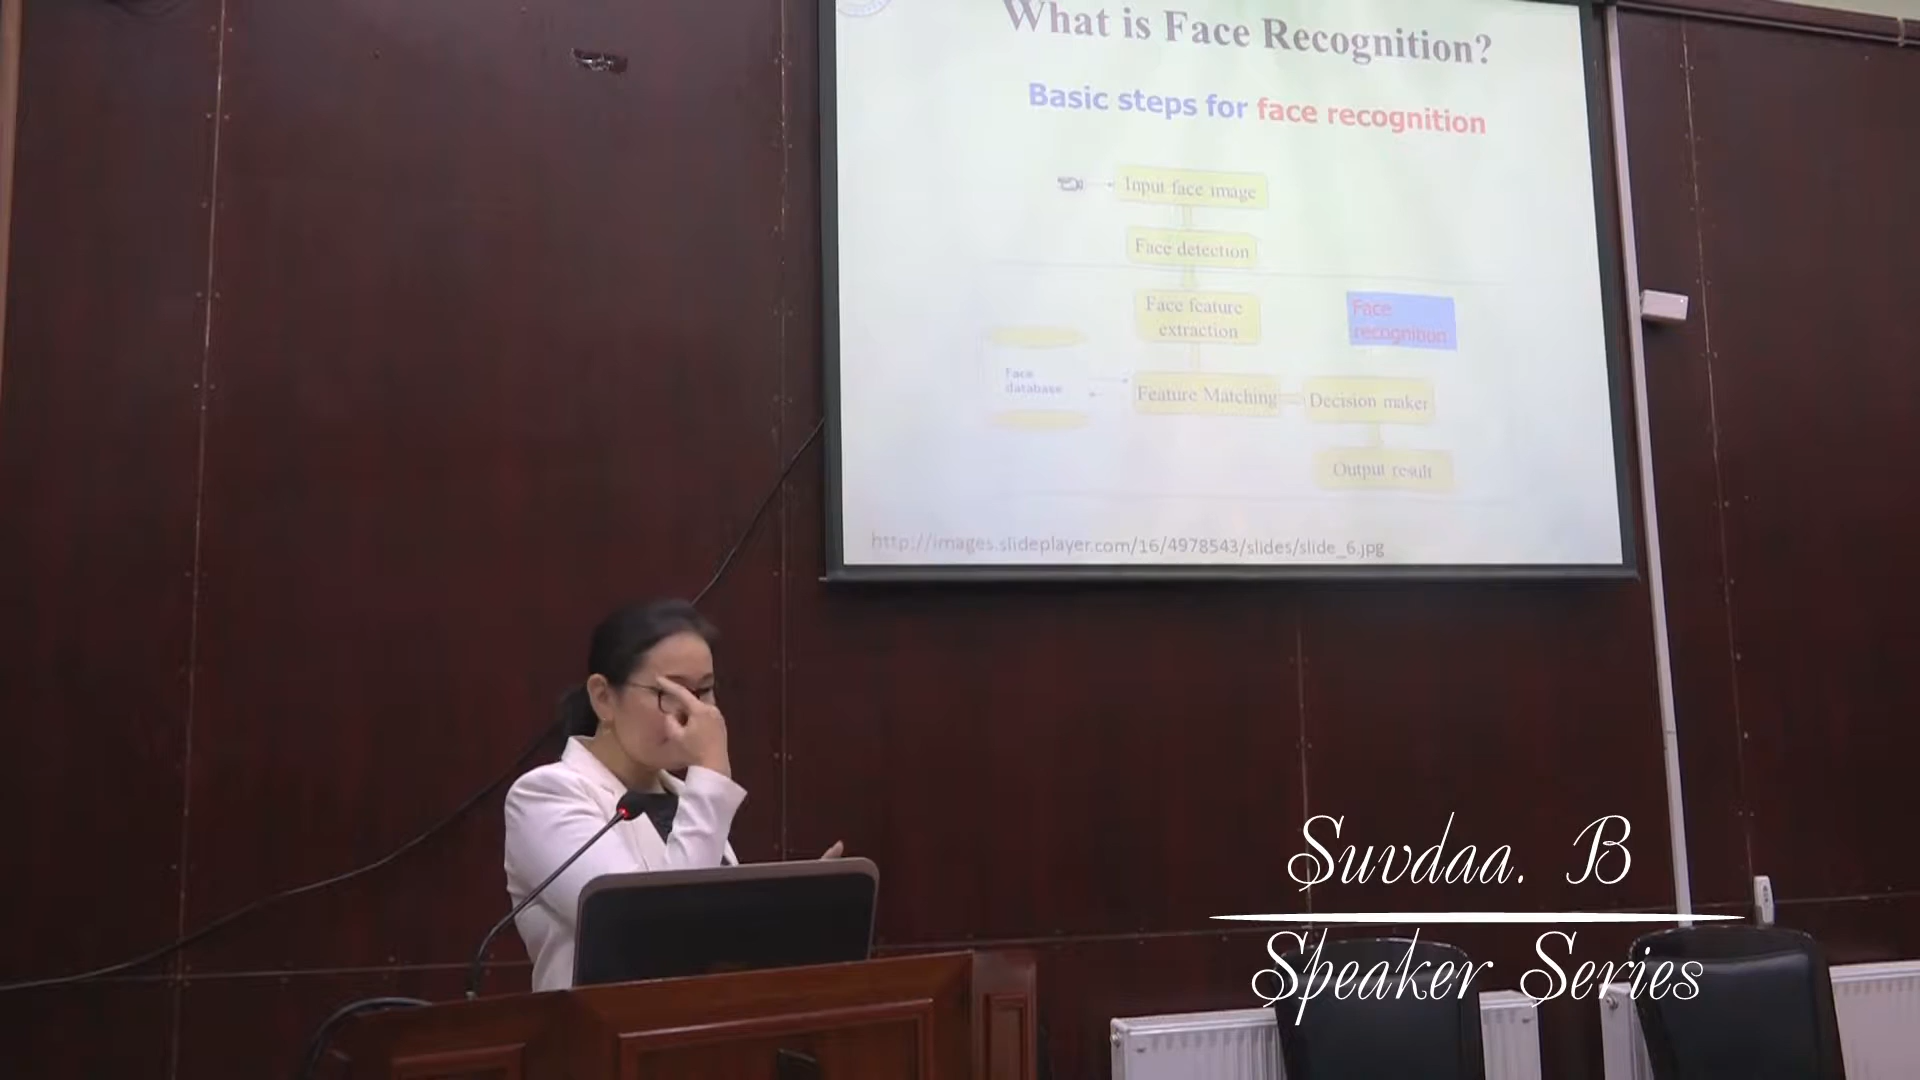 What is Face Recognition?
Basic steps for face recognition
Input face image
Face detection
Face feature
extraction
Face
recognition
Face
database
Feature Matching
Decision maker
Output result
http://images.slideplayer.com/16/4978543/slides/slide_6.jpg
Suvdaa. B
Speaker Series